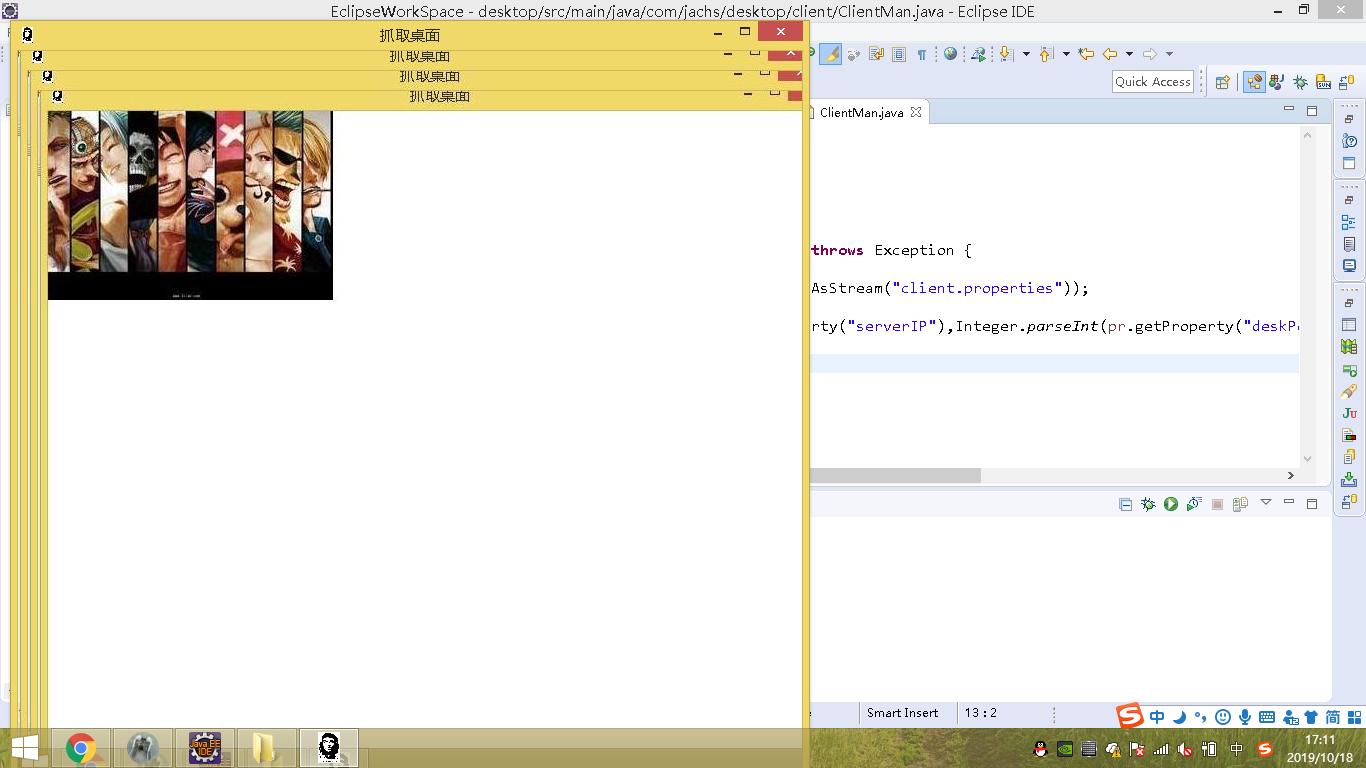 EclipseWorkSpace - desktop/src/main/java/com/jachs/desktop/client/ClientMan.java - Eclipse IDE
抓取桌面
抓取桌面
抓取桌面
抓取桌面
Quick Access
ClientMan.java
throws Exception {
AsStream("client.properties"));
rty("serverIP"),Integer.parseInt(pr.getProperty("deskP
Smart Insert
13 : 2
中
简
Java EE
IDE
中
17:11
2019/10/18